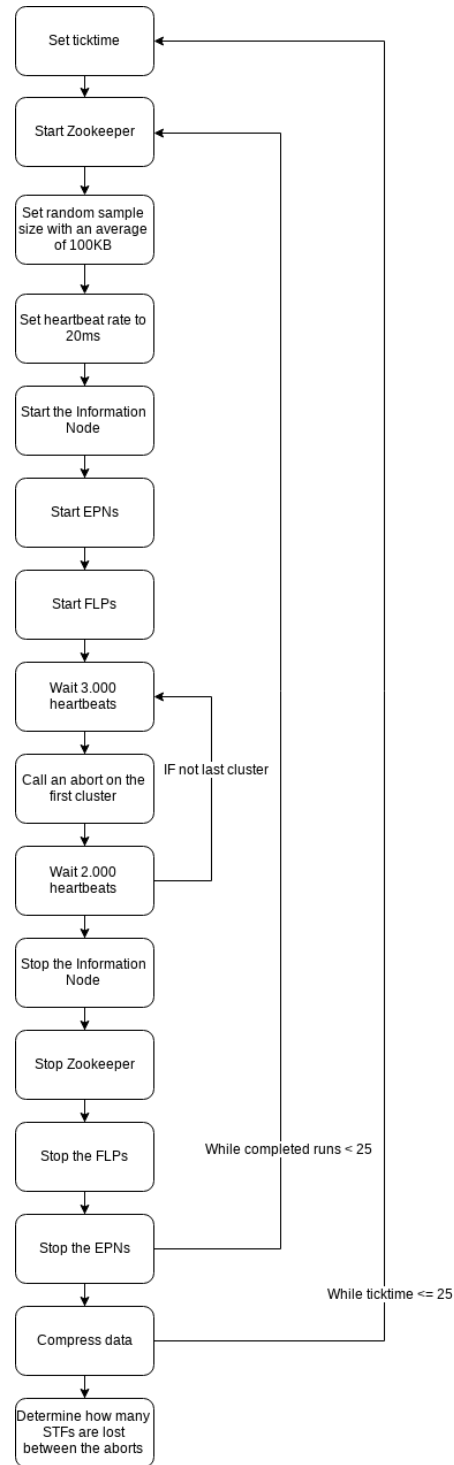 Set ticktime
Start Zookeeper
Set random sample
size with an average
of 100KB
Set heartbeat rate to
20ms
Start the Information
Node
Start EPNs
Start FLPs
Wait 3.000
heartbeats
IF not last cluster
Call an abort on the
first cluster
Wait 2.000
heartbeats
Stop the Information
Node
Stop Zookeeper
While completed runs < 25
Stop the FLPs
Stop the EPNs
While ticktime <= 25
Compress data
Determine how many
STFs are lost
between the aborts